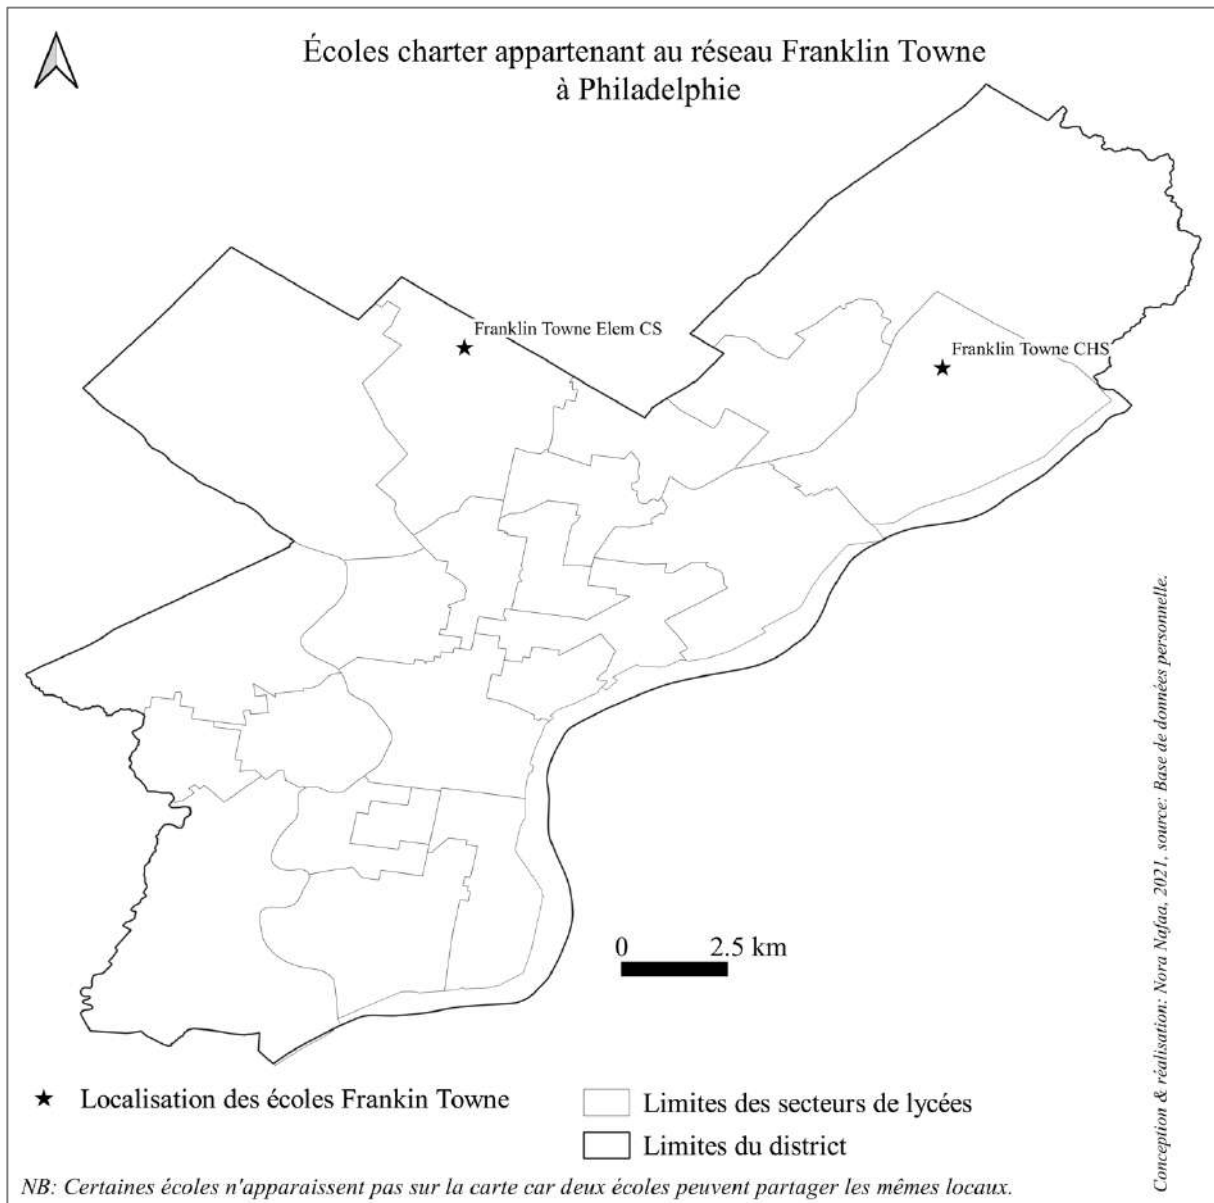 Écoles charter appartenant au réseau Franklin Towne
à Philadelphie
Franklin Towne Elem CS
Franklin Towne CHS
0 2.5 km
Conception & réalisation: Nora Nafaa, 2021, source: Base de données personnelle.
Localisation des écoles Frankin Towne
Limites des secteurs de lycées
Limites du district
NB: Certaines écoles n'apparaissent pas sur la carte car deux écoles peuvent partager les mêmes locaux.